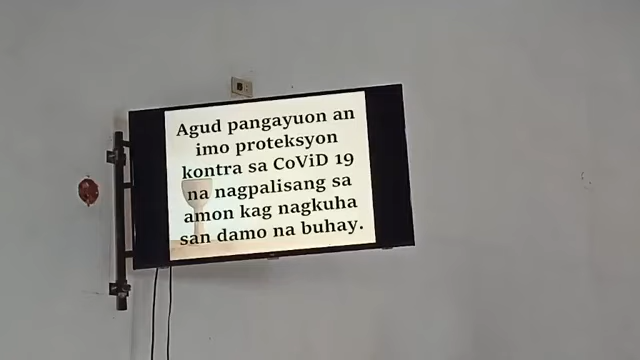 Agud pangayuon an
imo proteksyon
kontra sa CoViD 19
na nagpalisang sa
amon kag nagkuha
san damo na buhay.